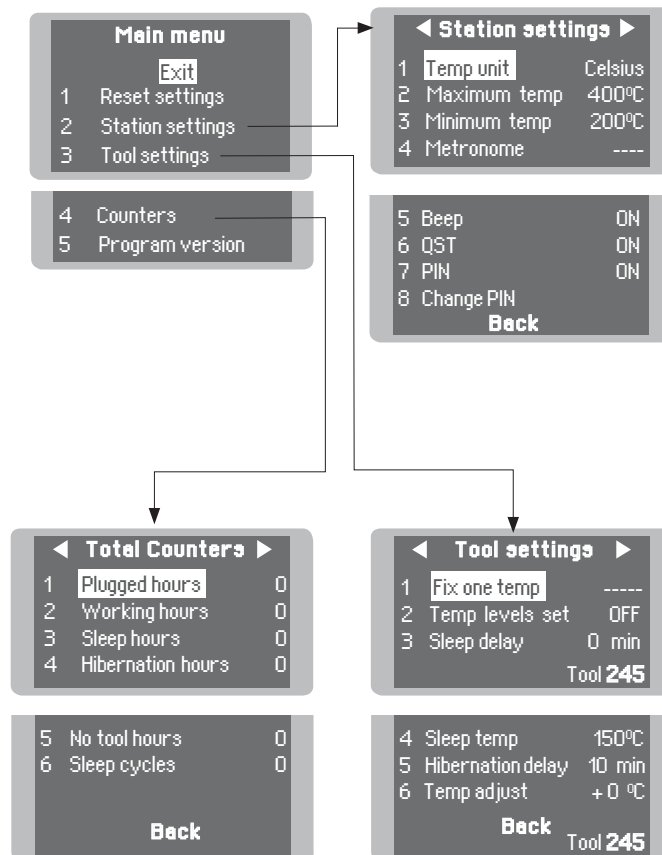 Main menu
Exit
1 Reset settings
2 Station settings
3 Tool settings
4 Counters
5 Program version
Station settings
1 Temp unit Celsius
2 Maximum temp 400ºC
3 Minimum temp 200ºC
4 Metronome ----
5 Beep ON
6 QST ON
7 PIN ON
8 Change PIN
Back
Total Counters
1 Plugged hours 0
2 Working hours 0
3 Sleep hours 0
4 Hibernation hours 0
5 No tool hours 0
6 Sleep cycles 0
Back
Tool settings
1 Fix one temp -----
2 Temp levels set OFF
3 Sleep delay 0 min
Tool 245
4 Sleep temp 150ºC
5 Hibernation delay 10 min
6 Temp adjust +0 ºC
Back
Tool 245